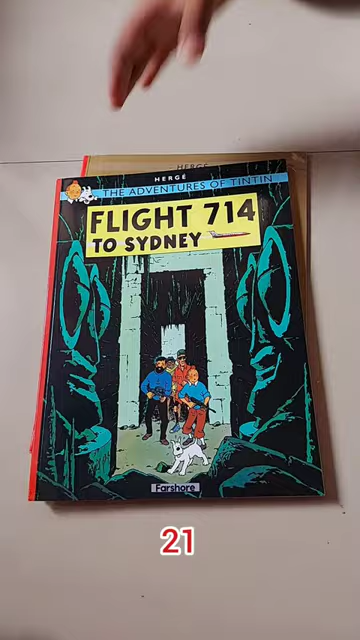 HERGÉ
HERGÉ
THE ADVENTURES OF TINTIN
FLIGHT 714
TO SYDNEY
Farshore
21